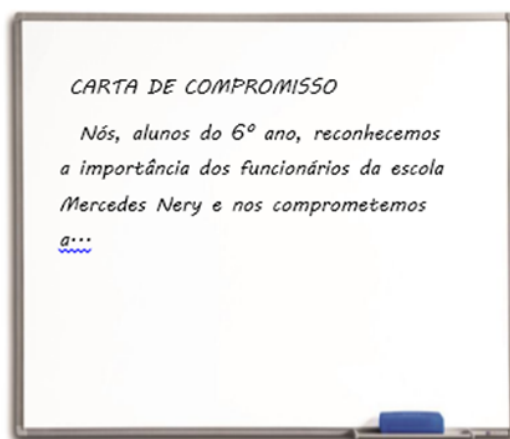 CARTA DE COMPROMISSO
Nós, alunos do 6º ano, reconhecemos
a importância dos funcionários da escola
Mercedes Nery e nos comprometemos
a...